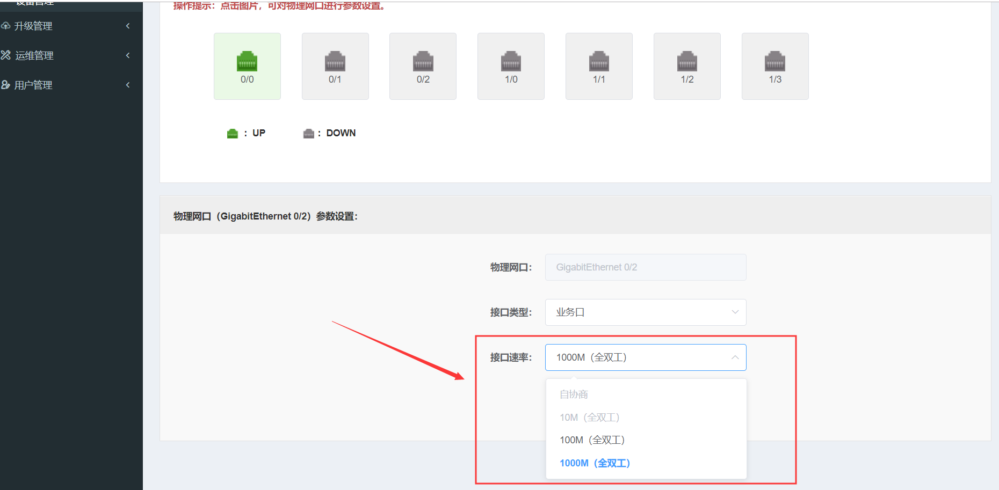 设备管理
升级管理
运维管理
用户管理
操作提示：点击图片，可对物理网口进行参数设置。
0/0
0/1
0/2
1/0
1/1
1/2
1/3
：UP
：DOWN
物理网口（GigabitEthernet 0/2）参数设置：
物理网口：
GigabitEthernet 0/2
接口类型：
业务口
接口速率：
1000M（全双工）
自协商
10M（全双工）
100M（全双工）
1000M（全双工）